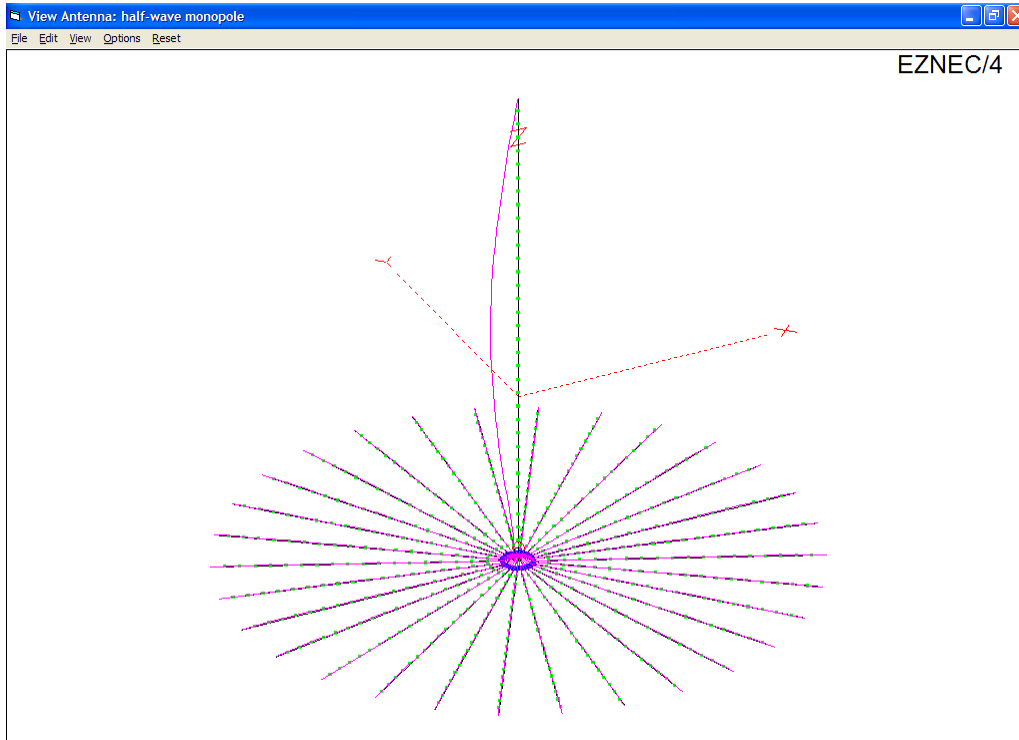 View Antenna: half-wave monopole
File Edit View Options Reset
EZNEC/4
Z
Y
X